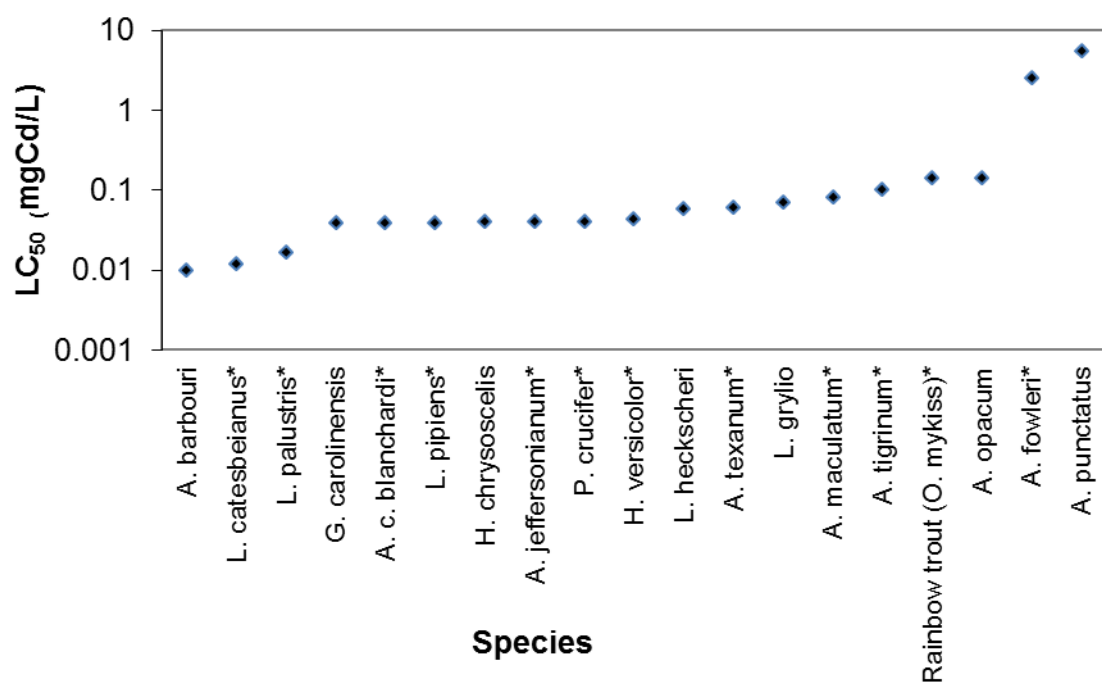 10
1
0.1
0.01
0.001
LC50 (mgCd/L)
A. barbouri
L. catesbeianus*
L. palustris*
G. carolinensis
A. c. blanchardi*
L. pipiens*
H. chrysoscelis
A. jeffersonianum*
P. crucifer*
H. versicolor*
L. heckscheri
A. texanum*
L. grylio
A. maculatum*
A. tigrinum*
Rainbow trout (O. mykiss)*
A. opacum
A. fowleri*
A. punctatus
Species